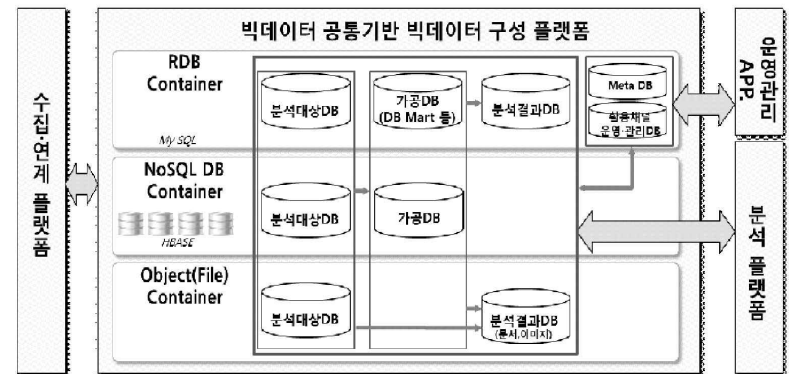 빅데이터 공통기반 빅데이터 구성 플랫폼
수집·연계 플랫폼
RDB
Container
My SQL
분석대상DB
가공DB
(DB Mart 등)
분석결과DB
Meta DB
활용채널
운영·관리DB
운영관리
APP.
NoSQL DB
Container
HBASE
분석대상DB
가공DB
분석 플랫폼
Object(File)
Container
분석대상DB
분석결과DB
(문서,이미지)